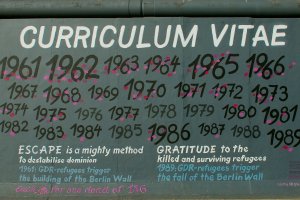 CURRICULUM VITAE
1961 1962 1963 1964 1965 1966
1967 1968 1969 1970 1971 1972 1973
1974 1975 1976 1977 1978 1979 1980 1981
1982 1983 1984 1985 1986 1987 1988 1989
ESCAPE is a mighty method
to destabilise dominion
1961: GDR-refugees trigger
the building of the Berlin Wall
GRATITUDE to the
killed and surviving refugees
1989: GDR-refugees trigger
the fall of the Berlin Wall